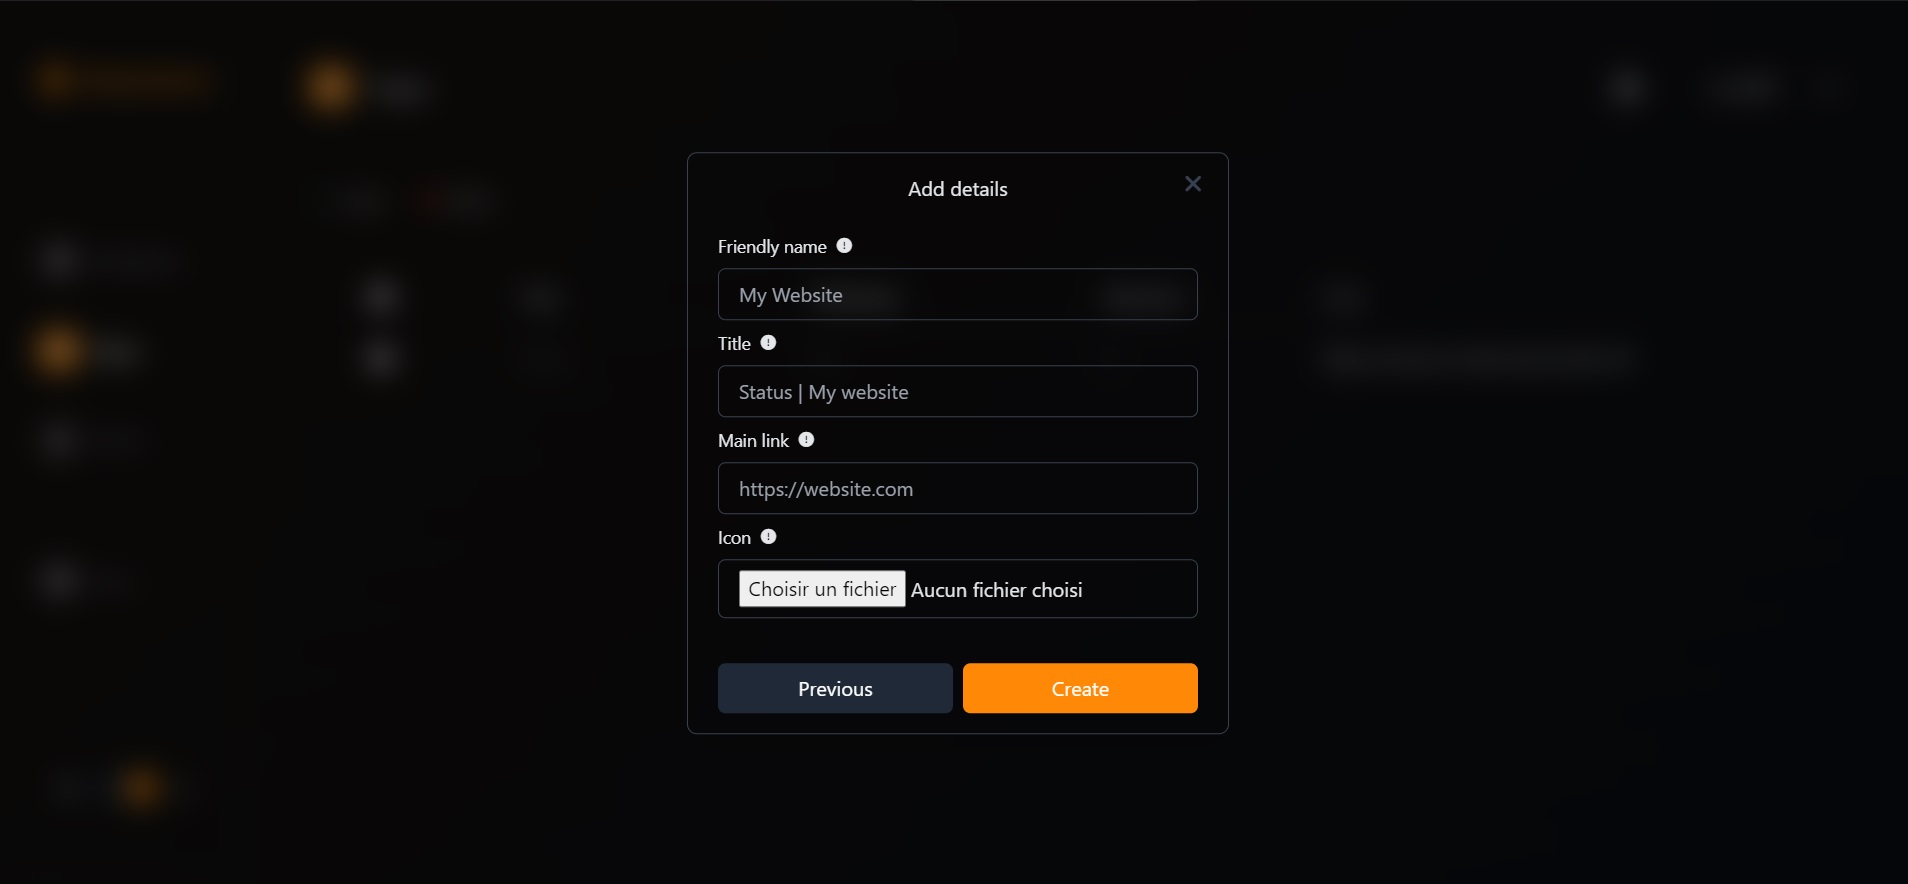 Add details
Friendly name
My Website
Title
Status | My website
Main link
https://website.com
Icon
Choisir un fichier Aucun fichier choisi
Previous Create